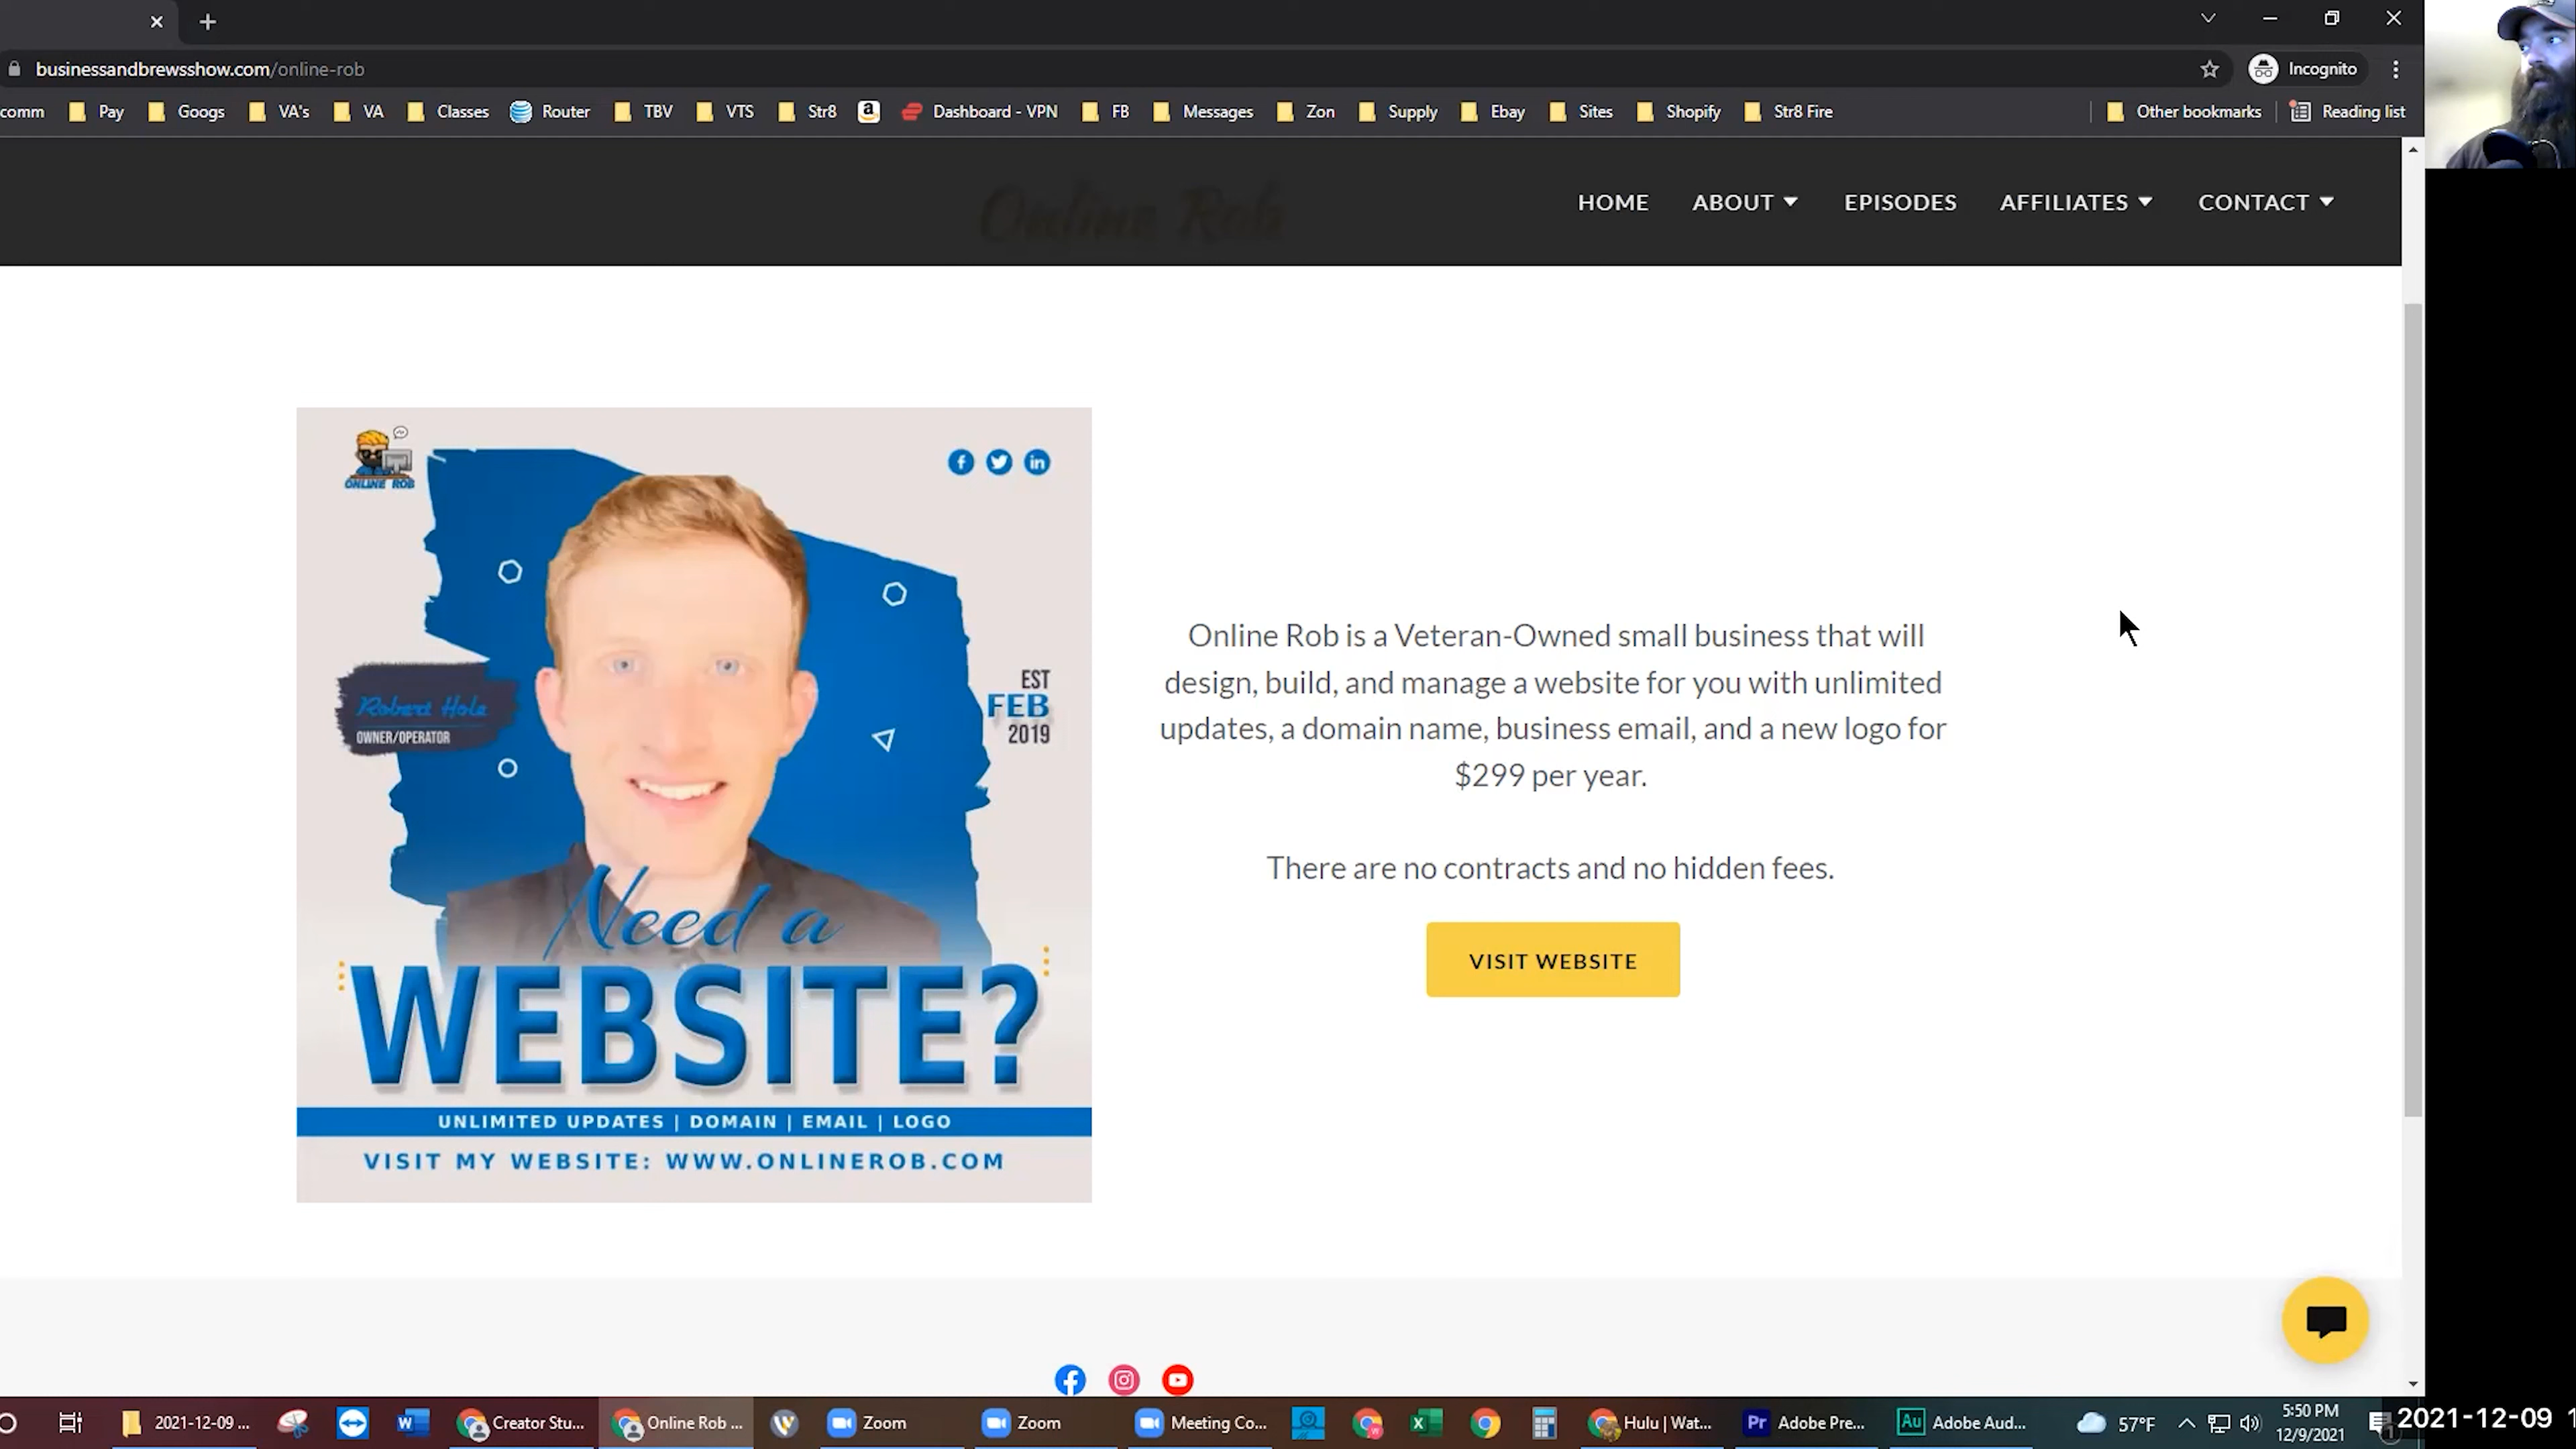 businessandbrewsshow.com/online-rob
Incognito
comm Pay Googs VA's VA Classes Router TBV VTS Str8 Dashboard - VPN FB Messages Zon Supply Ebay Sites Shopify Str8 Fire Other bookmarks Reading list
Online Rob
HOME ABOUT EPISODES AFFILIATES CONTACT
ONLINE ROB
EST
FEB
2019
Robert Hole
OWNER/OPERATOR
Need a
WEBSITE?
UNLIMITED UPDATES | DOMAIN | EMAIL | LOGO
VISIT MY WEBSITE: WWW.ONLINEROB.COM
Online Rob is a Veteran-Owned small business that will
design, build, and manage a website for you with unlimited
updates, a domain name, business email, and a new logo for
$299 per year.
There are no contracts and no hidden fees.
VISIT WEBSITE
2021-12-09 ... Creator Stu... Online Rob ... Zoom Zoom Meeting Co... Hulu | Wat... Adobe Pre... Adobe Aud... 57°F
5:50 PM
12/9/2021
2021-12-09 1